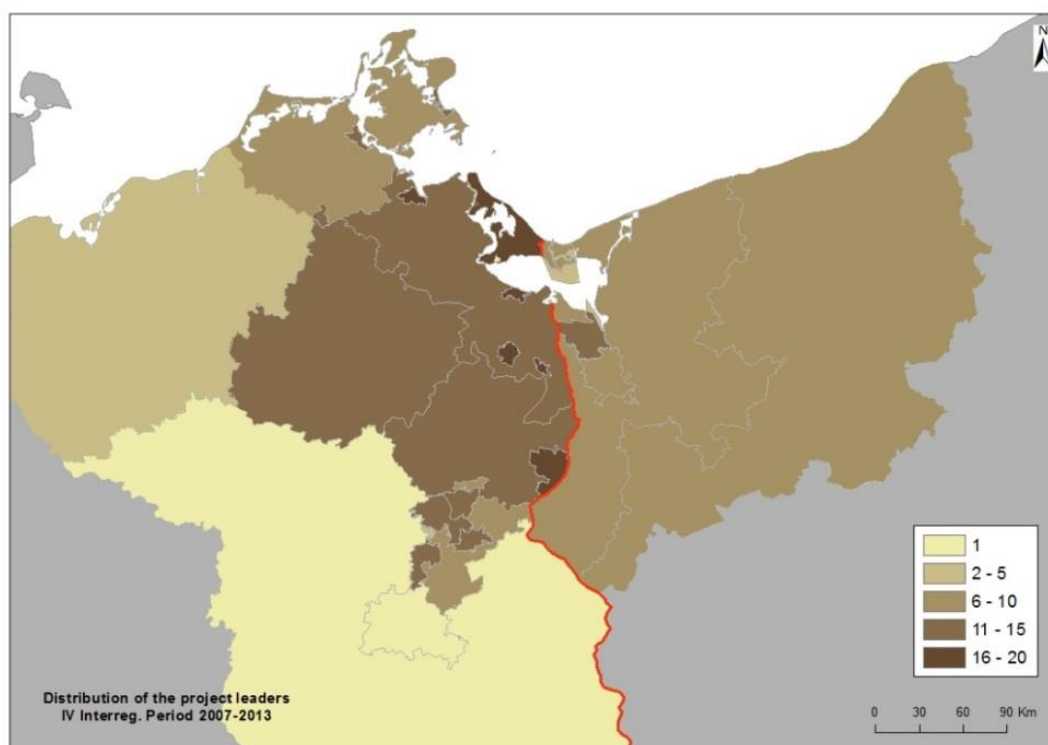 N
1
2 - 5
6 - 10
11 - 15
16 - 20
Distribution of the project leaders
IV Interreg. Period 2007-2013
0 30 60 90 Km